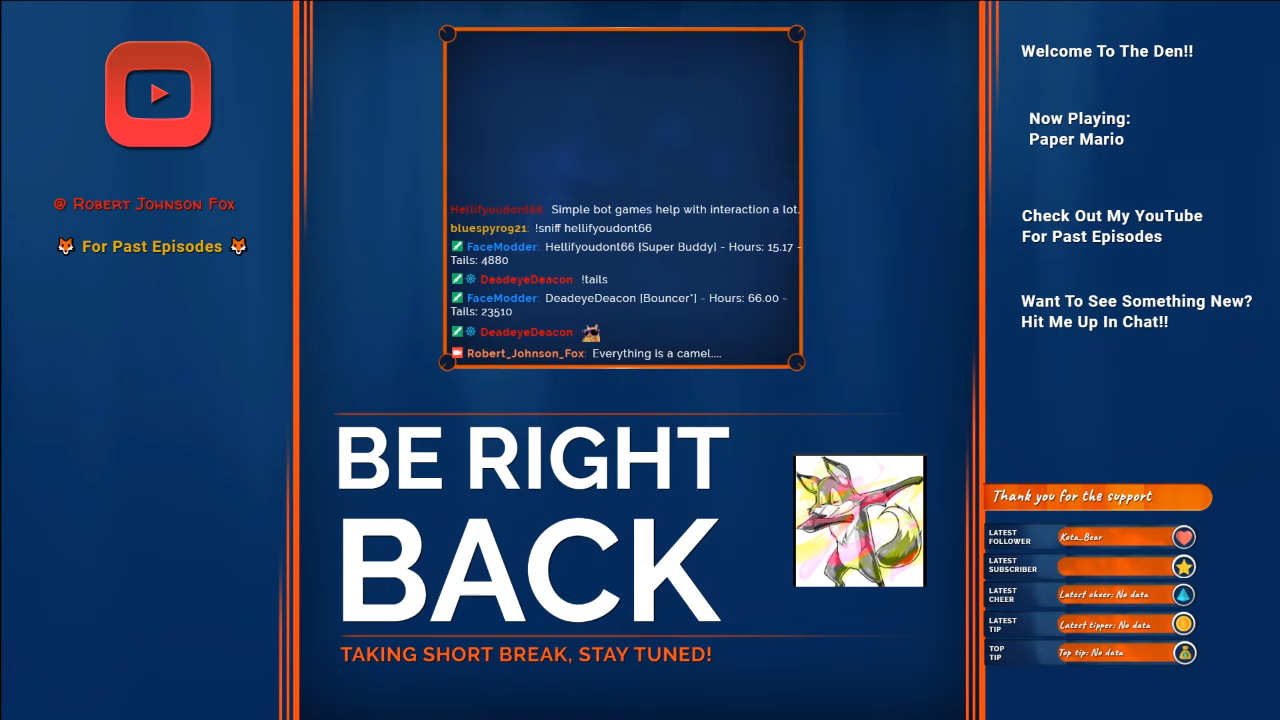 @ Robert Johnson Fox
🦊 For Past Episodes 🦊
Hellifyoudont66 Simple bot games help with interaction a lot.
bluespyro921: !sniff hellifyoudont66
FaceModder: Hellifyoudont66 [Super Buddy] - Hours: 15.17 -
Tails: 4880
DeadeyeDeacon !tails
FaceModder: DeadeyeDeacon [Bouncer*] - Hours: 66.00 -
Tails: 23510
DeadeyeDeacon
Robert_Johnson_Fox: Everything is a camel....
BE RIGHT
BACK
TAKING SHORT BREAK, STAY TUNED!
Welcome To The Den!!
Now Playing:
Paper Mario
Check Out My YouTube
For Past Episodes
Want To See Something New?
Hit Me Up In Chat!!
Thank you for the support
LATEST
FOLLOWER
Kota_Bear
LATEST
SUBSCRIBER
LATEST
CHEER
Latest cheer: No data
LATEST
TIP
Latest tipper: No data
TOP
TIP
Top tip: No data